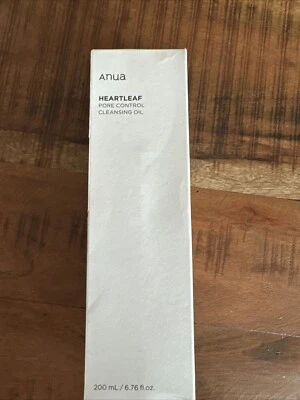 Anua
HEARTLEAF
PORE CONTROL
CLEANSING OIL
200 mL / 6.76 fl.oz.